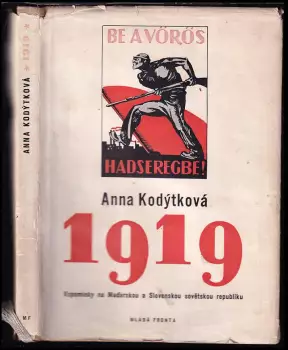 ANNA KODÝTKOVÁ ★ 1919 ★
M F
BE A VÖRÖS
HADSEREGBE!
Anna Kodýtková
1919
Vzpomínky na Maďarskou a Slovenskou sovětskou republiku
MLADÁ FRONTA